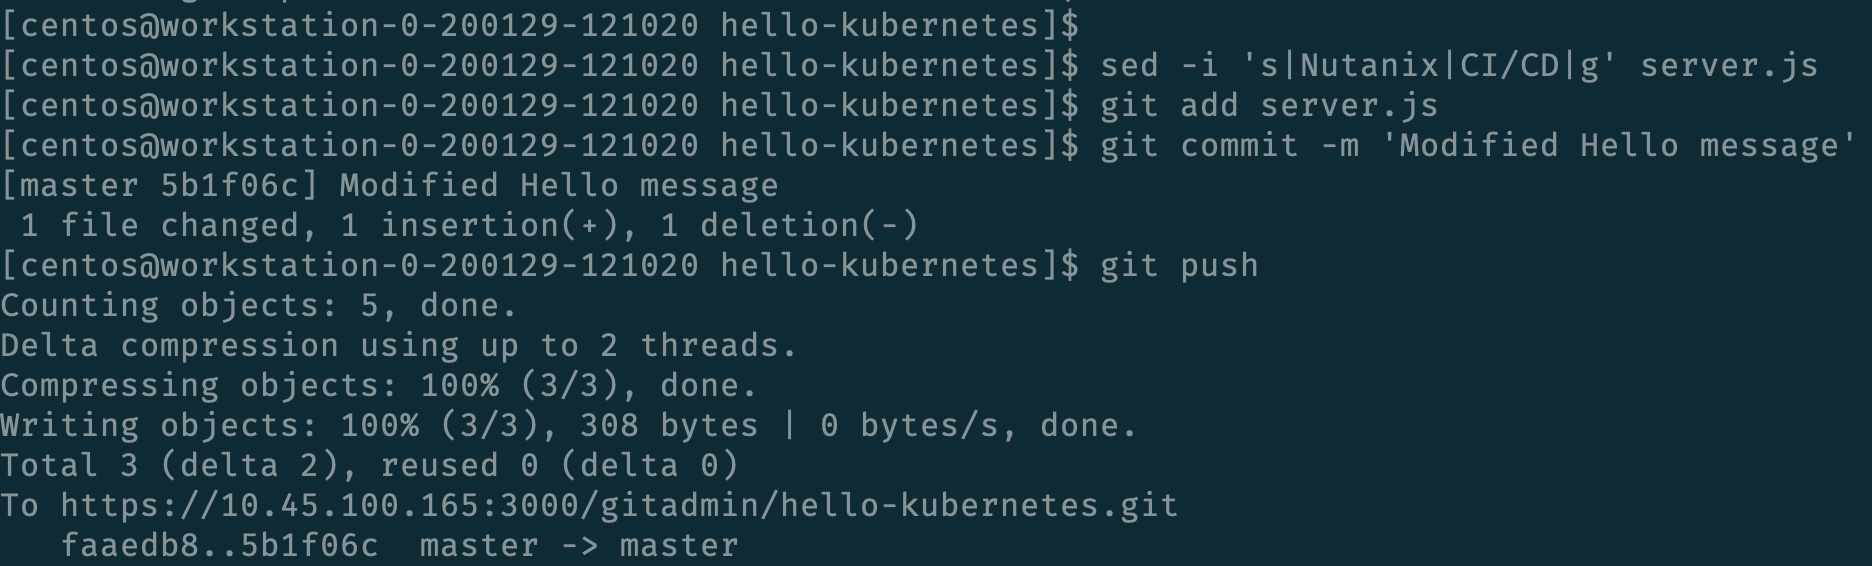 [centos@workstation-0-200129-121020 hello-kubernetes]$
[centos@workstation-0-200129-121020 hello-kubernetes]$ sed -i 's|Nutanix|CI/CD|g' server.js
[centos@workstation-0-200129-121020 hello-kubernetes]$ git add server.js
[centos@workstation-0-200129-121020 hello-kubernetes]$ git commit -m 'Modified Hello message'
[master 5b1f06c] Modified Hello message
 1 file changed, 1 insertion(+), 1 deletion(-)
[centos@workstation-0-200129-121020 hello-kubernetes]$ git push
Counting objects: 5, done.
Delta compression using up to 2 threads.
Compressing objects: 100% (3/3), done.
Writing objects: 100% (3/3), 308 bytes | 0 bytes/s, done.
Total 3 (delta 2), reused 0 (delta 0)
To https://10.45.100.165:3000/gitadmin/hello-kubernetes.git
   faaedb8..5b1f06c  master -> master